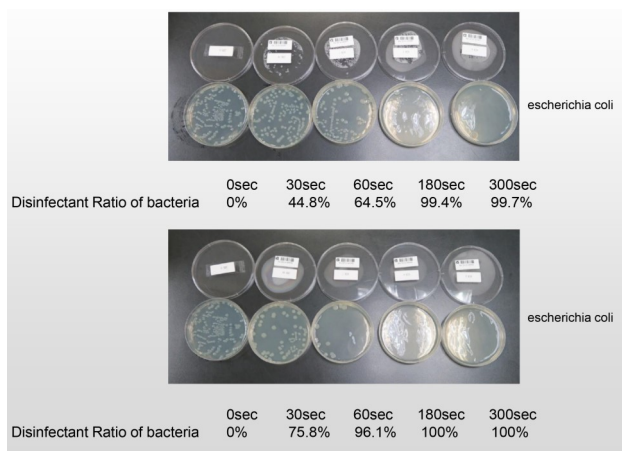 escherichia coli
0sec 30sec 60sec 180sec 300sec
Disinfectant Ratio of bacteria 0% 44.8% 64.5% 99.4% 99.7%
escherichia coli
0sec 30sec 60sec 180sec 300sec
Disinfectant Ratio of bacteria 0% 75.8% 96.1% 100% 100%